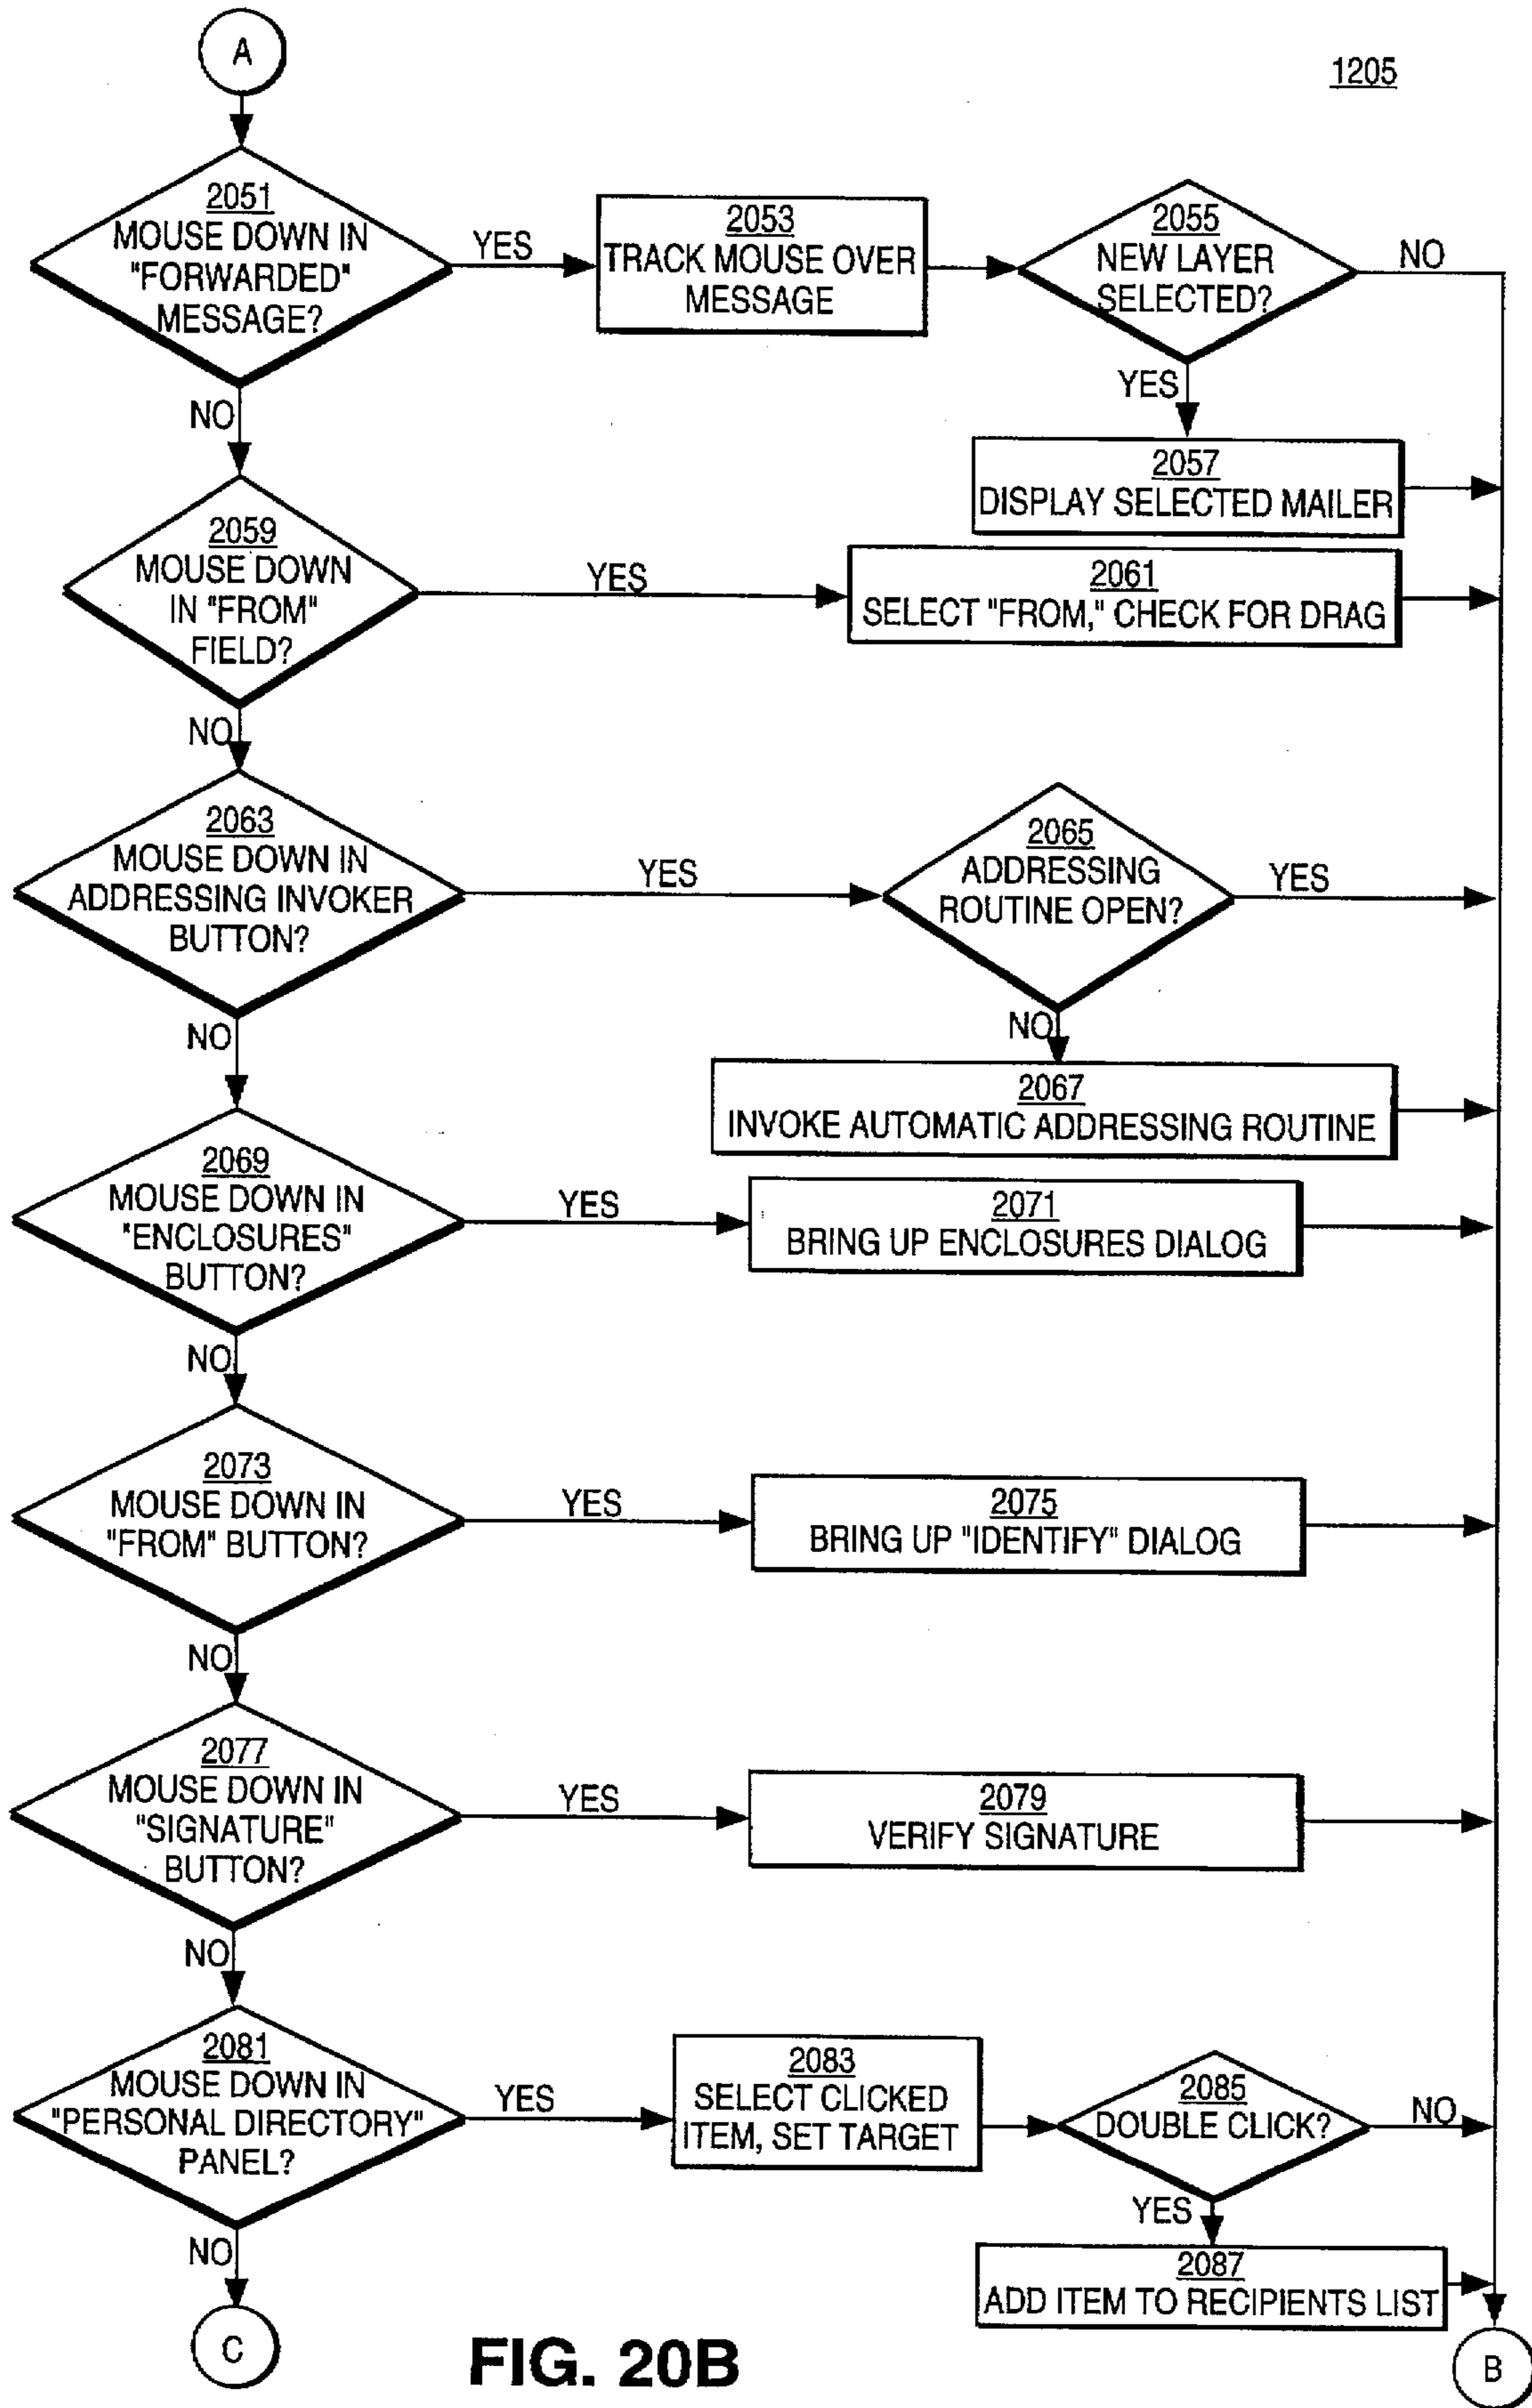 A
1205
2051
MOUSE DOWN IN
"FORWARDED"
MESSAGE?
YES
2053
TRACK MOUSE OVER
MESSAGE
2055
NEW LAYER
SELECTED?
NO
YES
NO
2057
DISPLAY SELECTED MAILER
2059
MOUSE DOWN
IN "FROM"
FIELD?
YES
2061
SELECT "FROM," CHECK FOR DRAG
NO
2063
MOUSE DOWN IN
ADDRESSING INVOKER
BUTTON?
YES
2065
ADDRESSING
ROUTINE OPEN?
YES
NO
NO
2067
INVOKE AUTOMATIC ADDRESSING ROUTINE
2069
MOUSE DOWN IN
"ENCLOSURES"
BUTTON?
YES
2071
BRING UP ENCLOSURES DIALOG
NO
2073
MOUSE DOWN IN
"FROM" BUTTON?
YES
2075
BRING UP "IDENTIFY" DIALOG
NO
2077
MOUSE DOWN IN
"SIGNATURE"
BUTTON?
YES
2079
VERIFY SIGNATURE
NO
2081
MOUSE DOWN IN
"PERSONAL DIRECTORY"
PANEL?
YES
2083
SELECT CLICKED
ITEM, SET TARGET
2085
DOUBLE CLICK?
NO
YES
NO
2087
ADD ITEM TO RECIPIENTS LIST
C
FIG. 20B
B